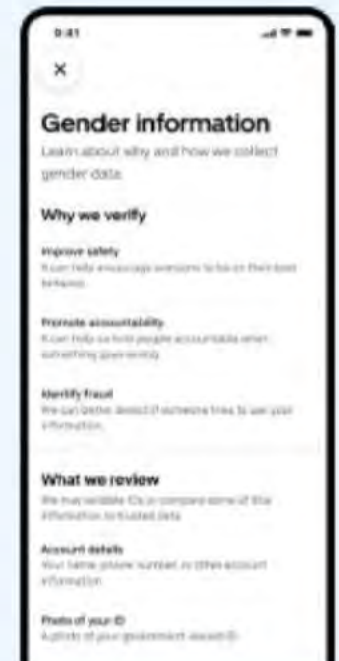 9:41
Gender information
Learn about why and how we collect
gender data.
Why we verify
Improve safety
It can help encourage everyone to be on their best
behavior.
Promote accountability
It can help us hold people accountable when
something goes wrong.
Identify fraud
We can better detect if someone tries to use your
information.
What we review
We may validate IDs or compare some of this
information to trusted data.
Account details
Your name, phone number, or other account
information
Photo of your ID
A photo of your government-issued ID